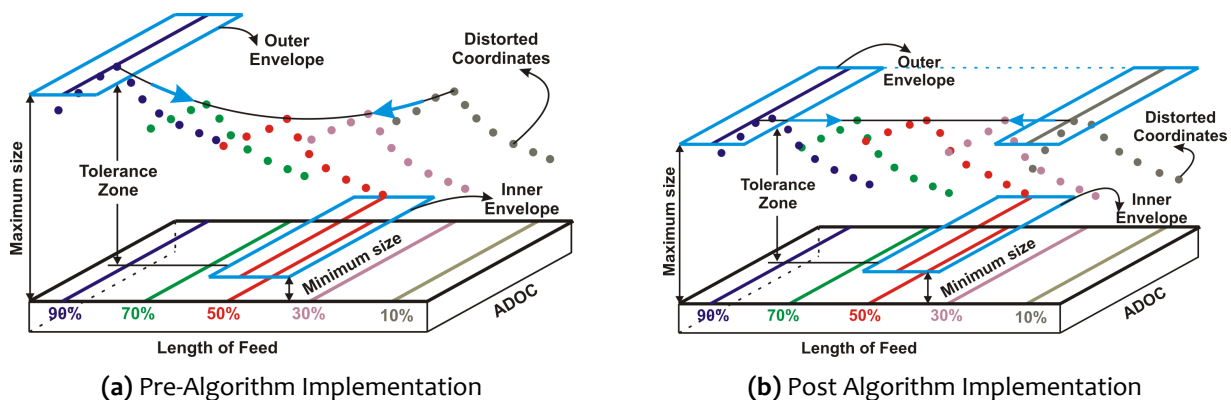 Outer
Envelope
Distorted
Coordinates
Maximum size
Tolerance
Zone
Inner
Envelope
Minimum size
ADOC
90%
70%
50%
30%
10%
Length of Feed
(a) Pre-Algorithm Implementation
Outer
Envelope
Distorted
Coordinates
Maximum size
Tolerance
Zone
Inner
Envelope
Minimum size
ADOC
90%
70%
50%
30%
10%
Length of Feed
(b) Post Algorithm Implementation